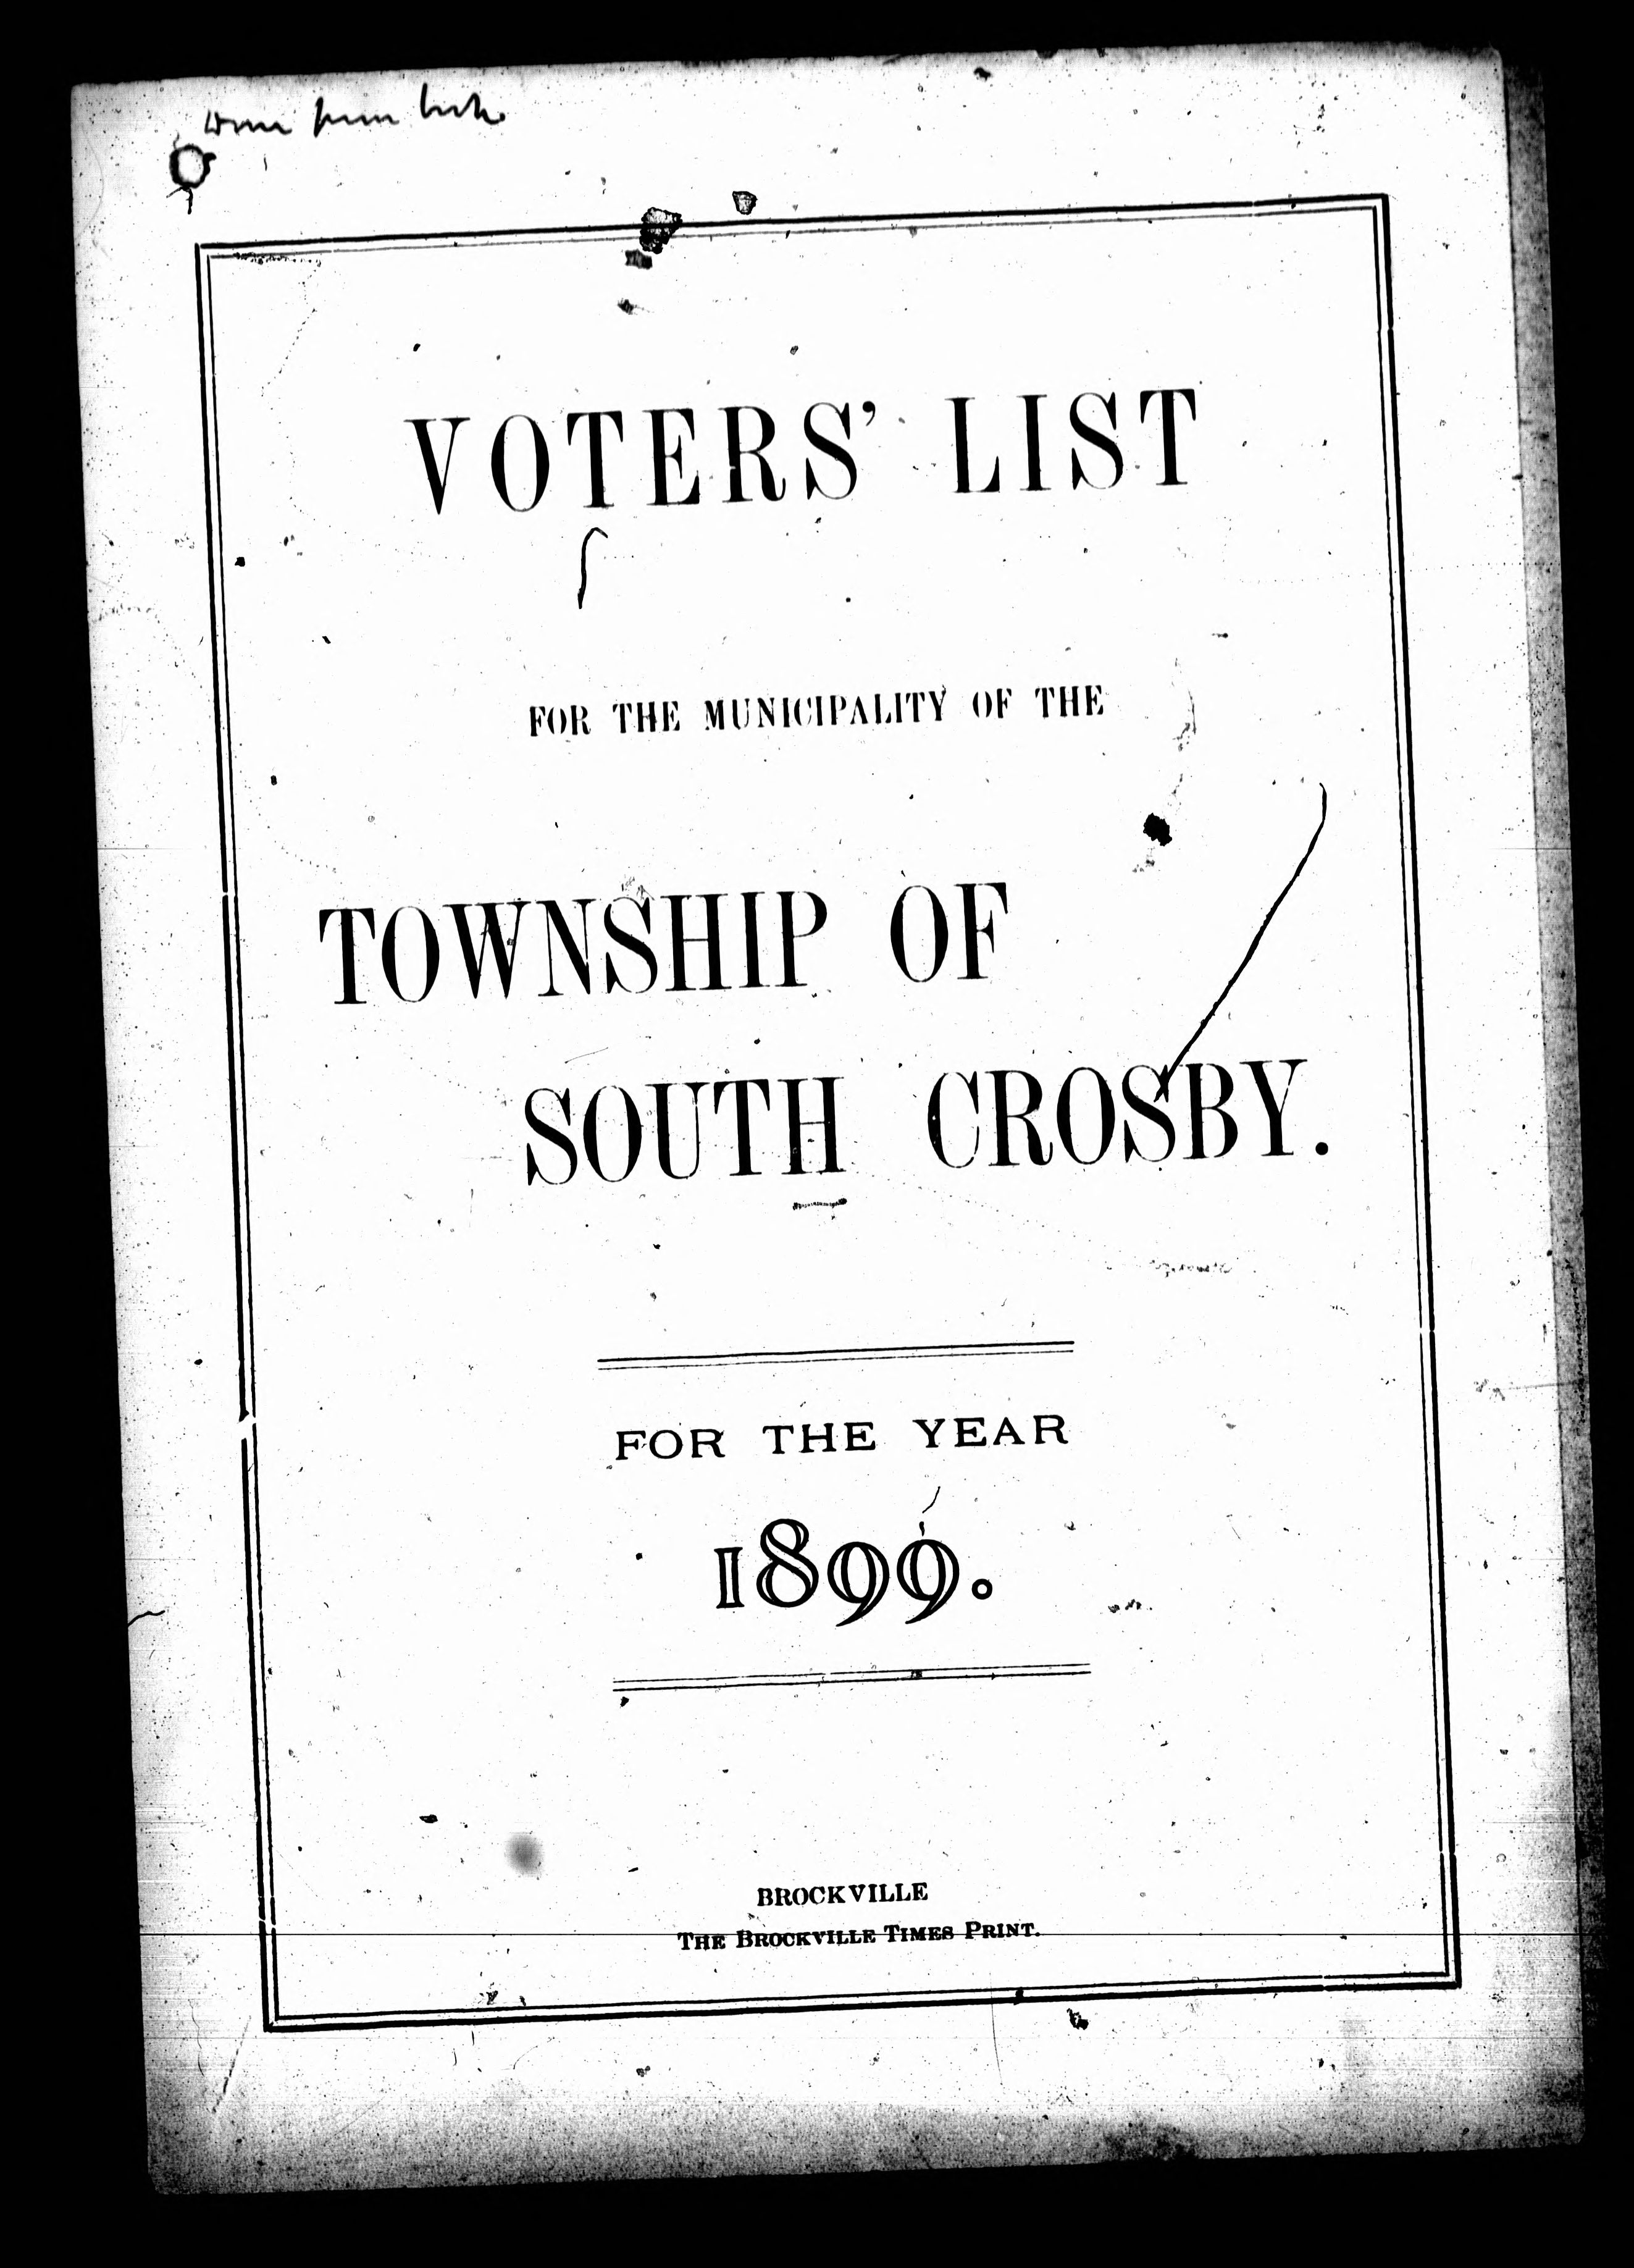 VOTERS' LIST
FOR THE MUNICIPALITY OF THE
TOWNSHIP OF
SOUTH CROSBY.
FOR THE YEAR
1899.
BROCKVILLE
THE BROCKVILLE TIMES PRINT.